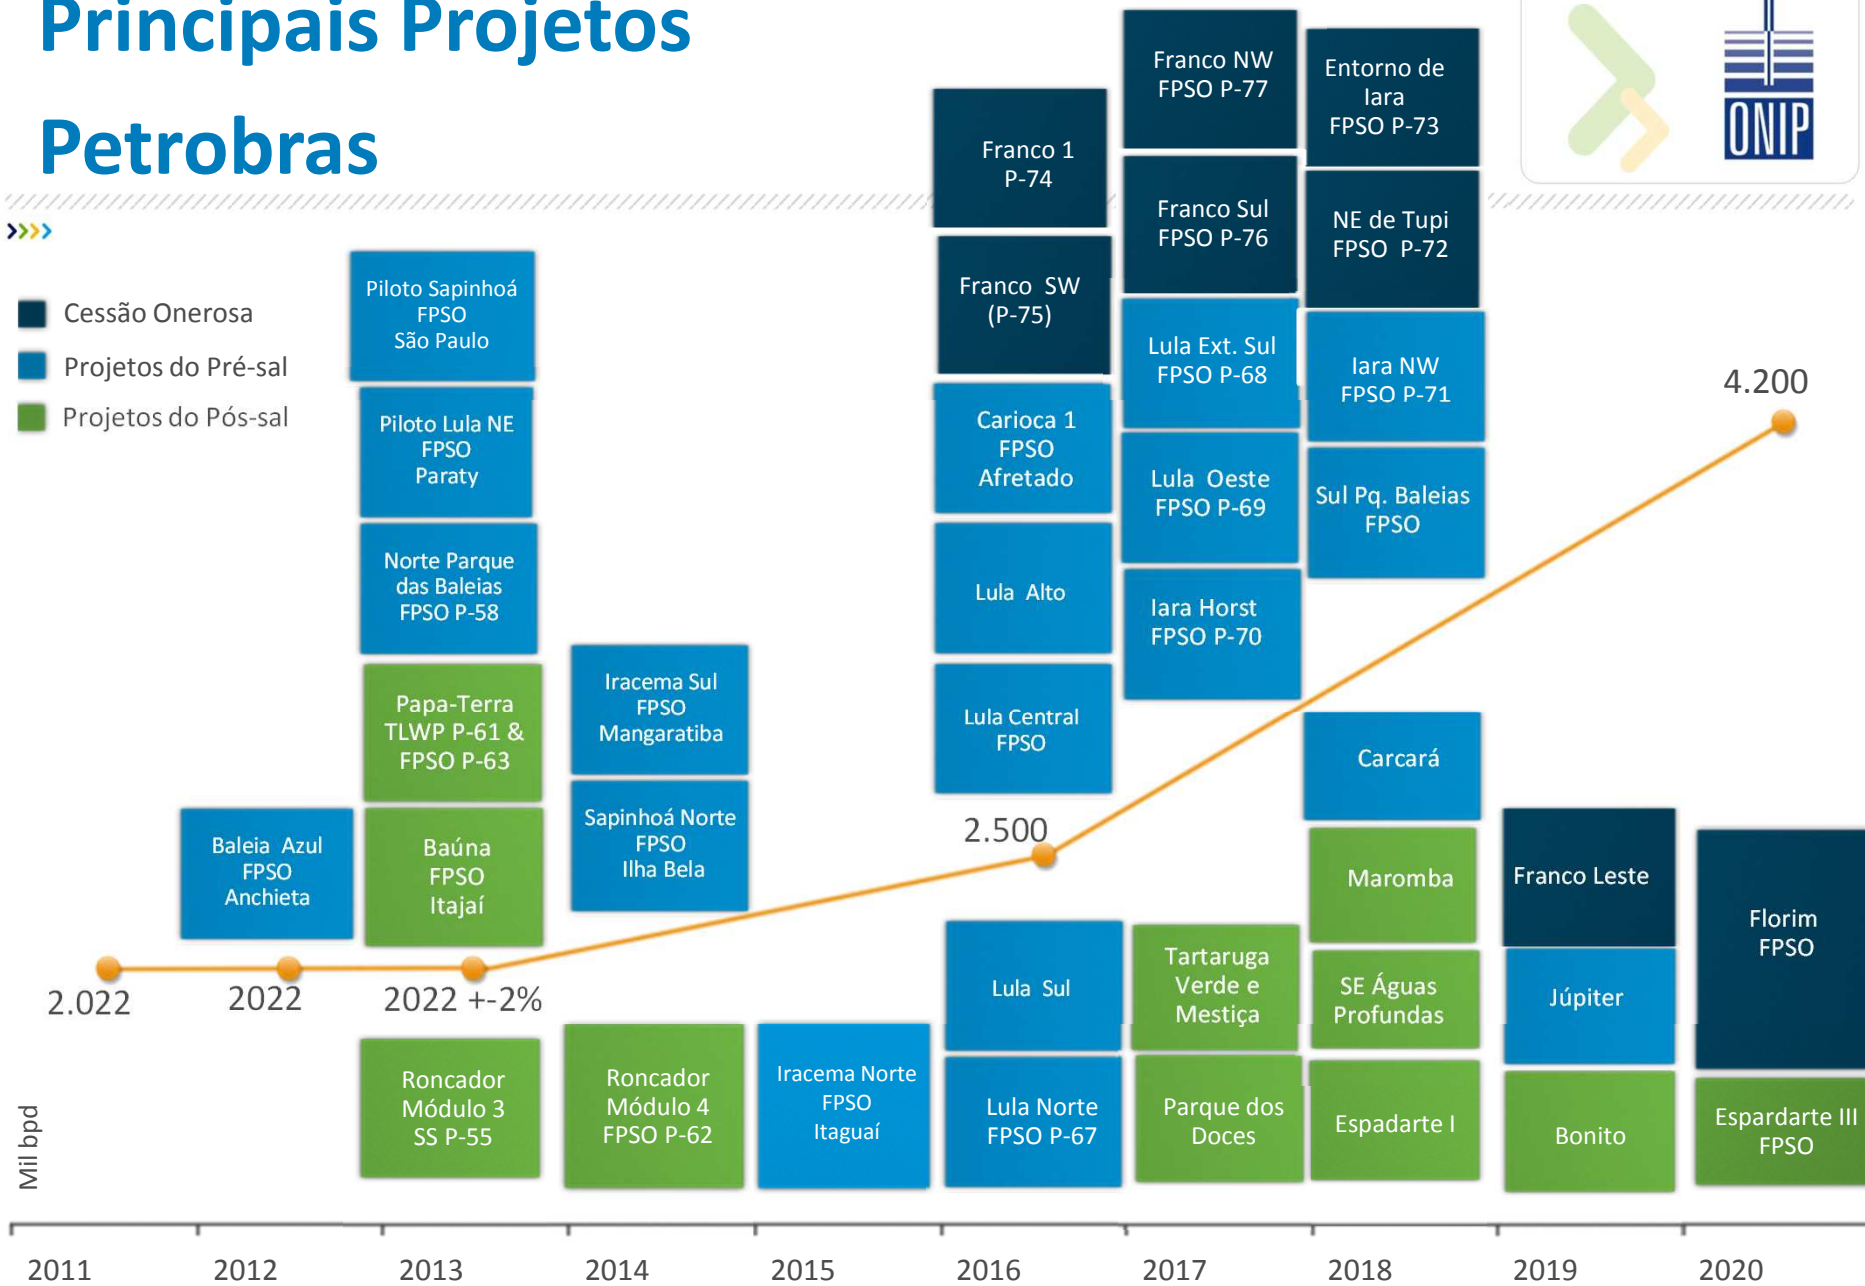 Principais Projetos
Petrobras
ONIP
Cessão Onerosa
Projetos do Pré-sal
Projetos do Pós-sal
Baleia Azul
FPSO
Anchieta
Piloto Sapinhoá
FPSO
São Paulo
Piloto Lula NE
FPSO
Paraty
Norte Parque
das Baleias
FPSO P-58
Papa-Terra
TLWP P-61 &
FPSO P-63
Baúna
FPSO
Itajaí
Roncador
Módulo 3
SS P-55
Iracema Sul
FPSO
Mangaratiba
Sapinhoá Norte
FPSO
Ilha Bela
Roncador
Módulo 4
FPSO P-62
Iracema Norte
FPSO
Itaguaí
Franco 1
P-74
Franco SW
(P-75)
Carioca 1
FPSO
Afretado
Lula Alto
Lula Central
FPSO
Lula Sul
Lula Norte
FPSO P-67
Franco NW
FPSO P-77
Franco Sul
FPSO P-76
Lula Ext. Sul
FPSO P-68
Lula Oeste
FPSO P-69
Iara Horst
FPSO P-70
Tartaruga
Verde e
Mestiça
Parque dos
Doces
Entorno de
Iara
FPSO P-73
NE de Tupi
FPSO P-72
Iara NW
FPSO P-71
Sul Pq. Baleias
FPSO
Carcará
Maromba
SE Águas
Profundas
Espadarte I
Franco Leste
Júpiter
Bonito
Florim
FPSO
Espardarte III
FPSO
2.022
2022
2022 +-2%
2.500
4.200
Mil bpd
2011
2012
2013
2014
2015
2016
2017
2018
2019
2020